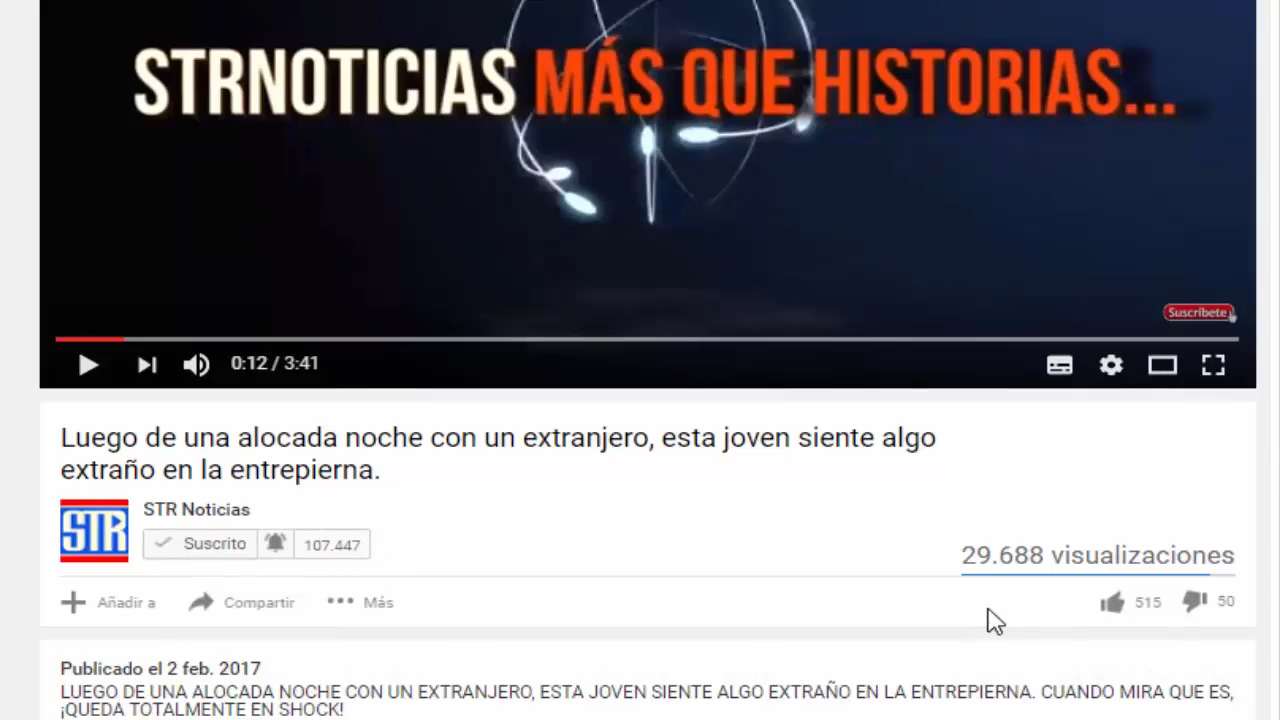 STRNOTICIAS MÁS QUE HISTORIAS...
Suscríbete
0:12 / 3:41
Luego de una alocada noche con un extranjero, esta joven siente algo
extraño en la entrepierna.
STR
STR Noticias
Suscrito 107.447
29.688 visualizaciones
Añadir a Compartir Más 515 50
Publicado el 2 feb. 2017
LUEGO DE UNA ALOCADA NOCHE CON UN EXTRANJERO, ESTA JOVEN SIENTE ALGO EXTRAÑO EN LA ENTREPIERNA. CUANDO MIRA QUE ES,
¡QUEDA TOTALMENTE EN SHOCK!